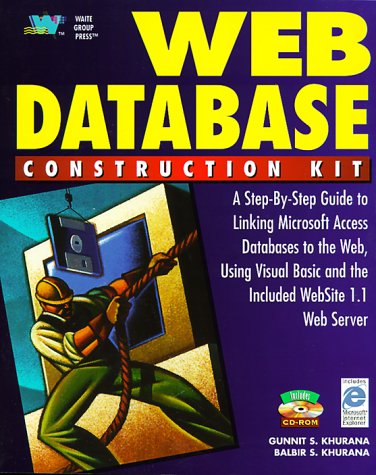 WAITE
GROUP
PRESS™
W™
WEB
DATABASE
CONSTRUCTION KIT
A Step-By-Step Guide to
Linking Microsoft Access
Databases to the Web,
Using Visual Basic and the
Included WebSite 1.1
Web Server
Includes
CD-ROM
includes
Microsoft
Internet
Explorer
GUNNIT S. KHURANA
BALBIR S. KHURANA